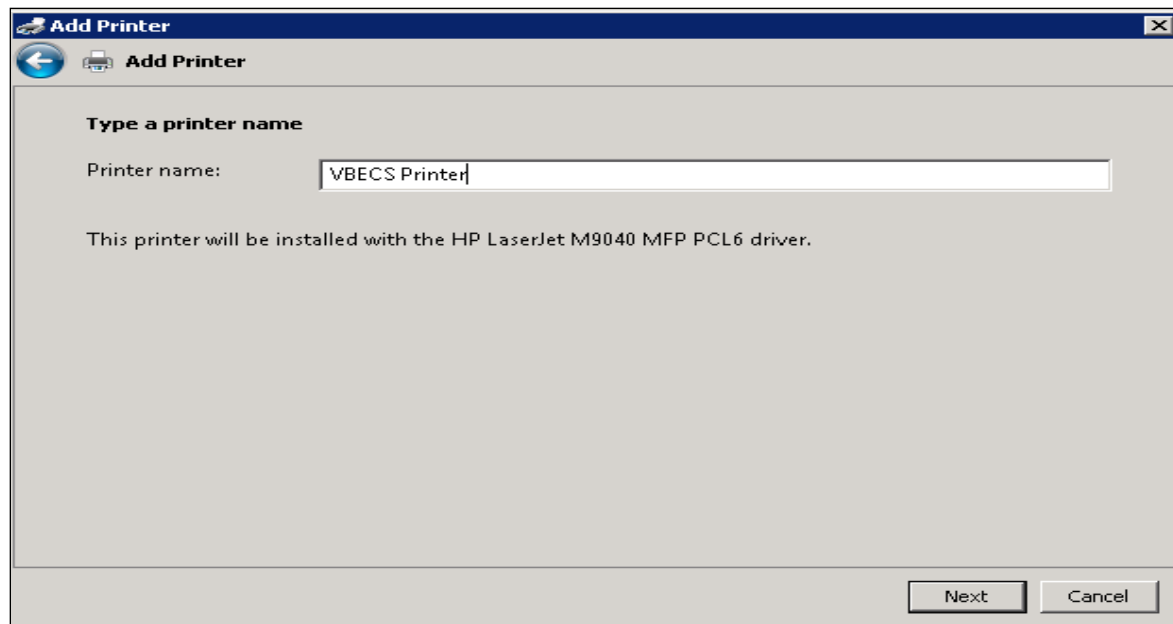 Add Printer
Add Printer
Type a printer name
Printer name: VBECS Printer
This printer will be installed with the HP LaserJet M9040 MFP PCL6 driver.
Next Cancel